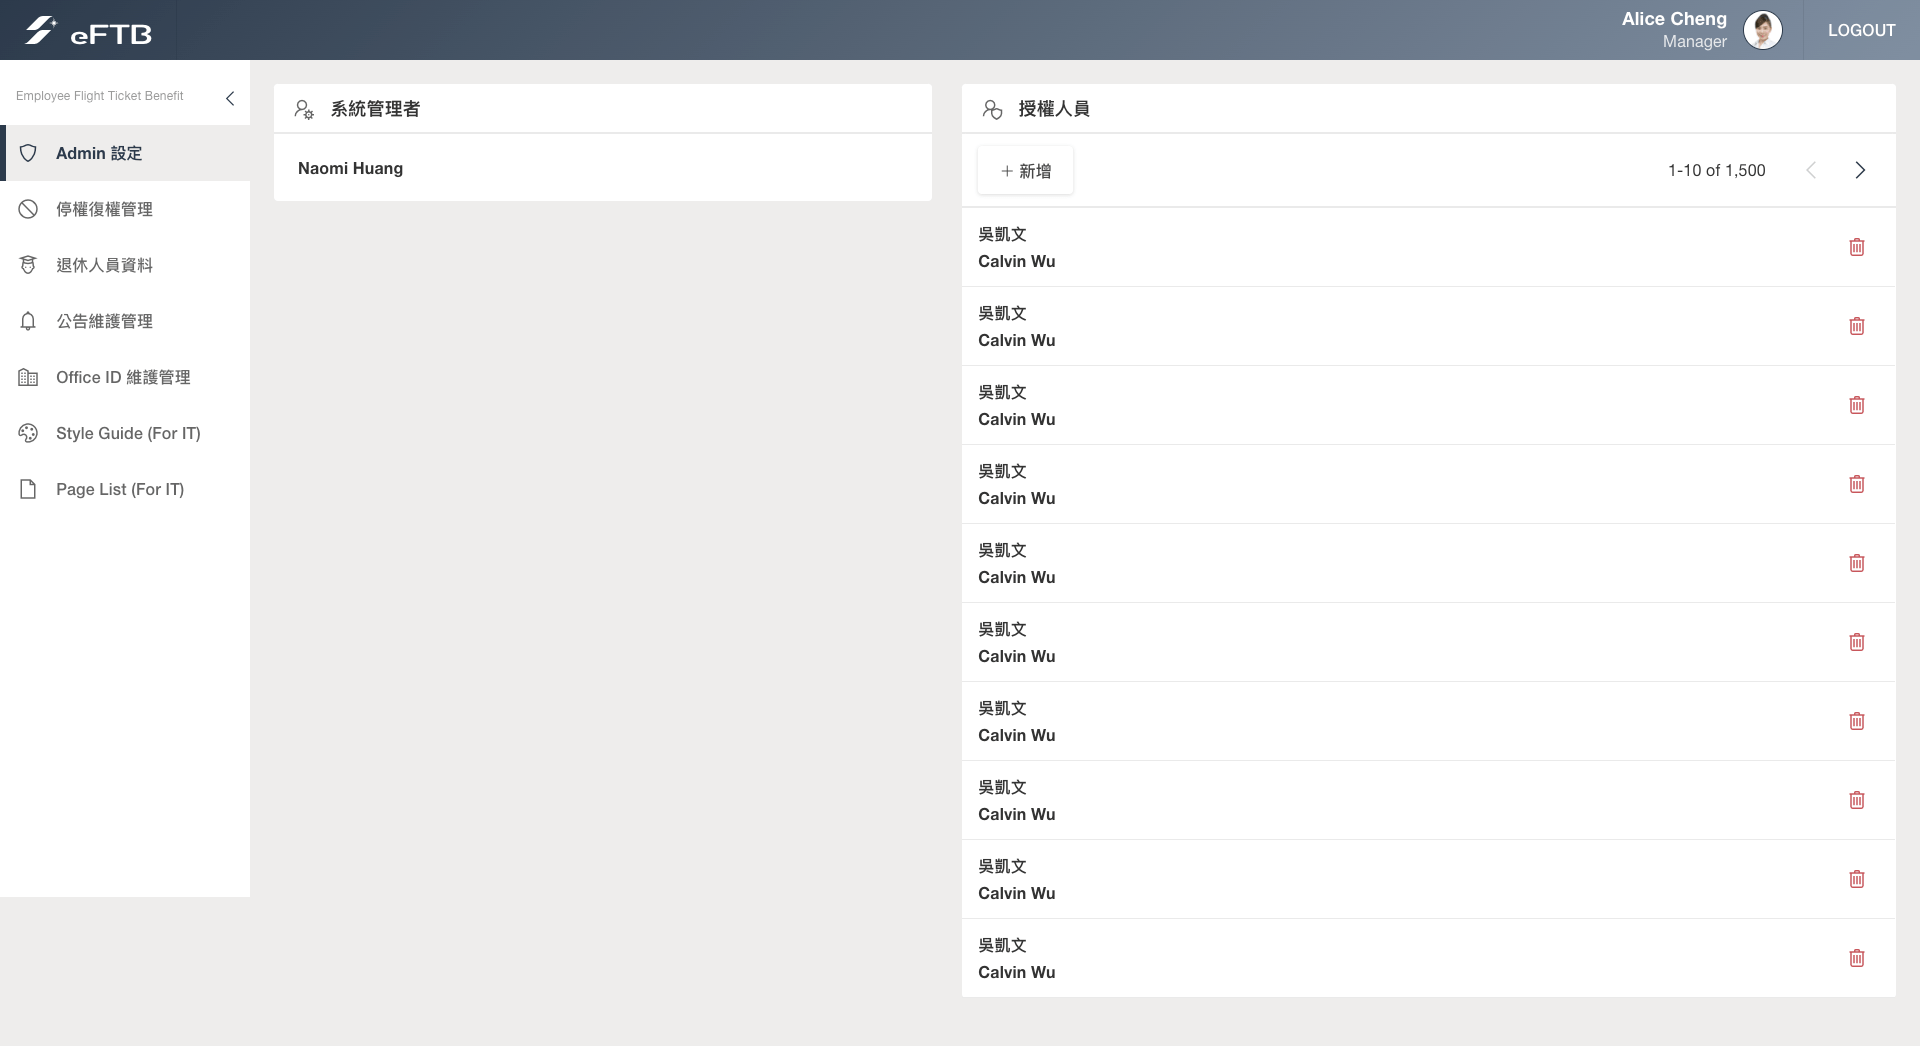 eFTB
Alice Cheng
Manager
LOGOUT
Employee Flight Ticket Benefit
Admin 設定
停權復權管理
退休人員資料
公告維護管理
Office ID 維護管理
Style Guide (For IT)
Page List (For IT)
系統管理者
Naomi Huang
授權人員
+ 新增
1-10 of 1,500
吳凱文
Calvin Wu
吳凱文
Calvin Wu
吳凱文
Calvin Wu
吳凱文
Calvin Wu
吳凱文
Calvin Wu
吳凱文
Calvin Wu
吳凱文
Calvin Wu
吳凱文
Calvin Wu
吳凱文
Calvin Wu
吳凱文
Calvin Wu